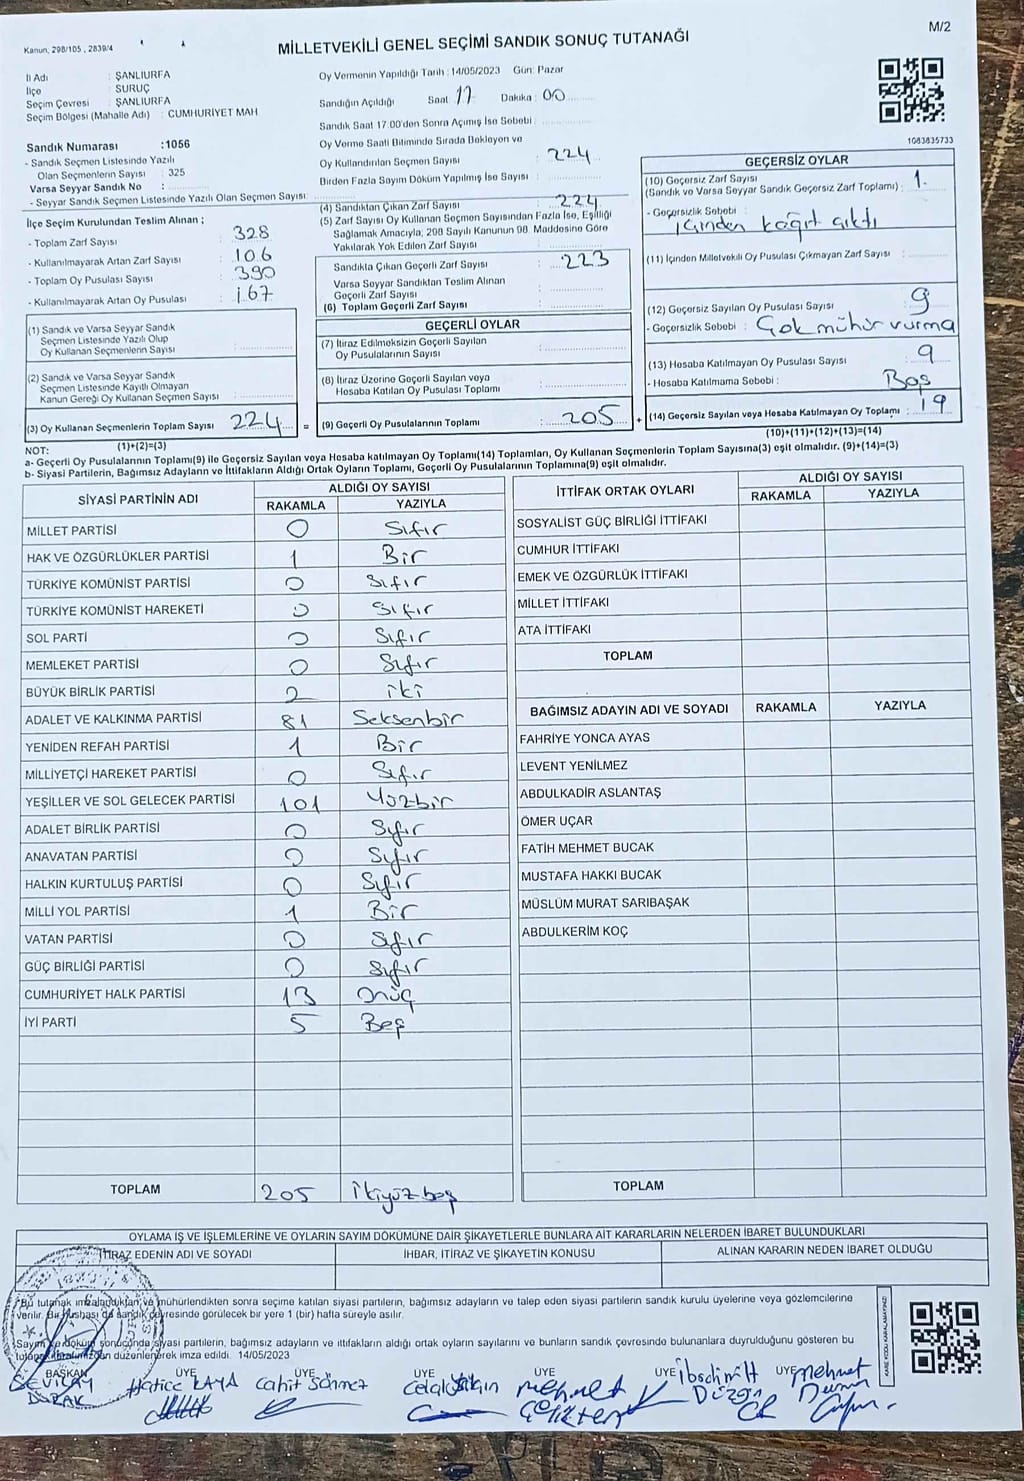 M/2
Kanun, 298/105 , 2839/4
MİLLETVEKİLİ GENEL SEÇİMİ SANDIK SONUÇ TUTANAĞI
İl Adı : ŞANLIURFA
İlçe : SURUÇ
Seçim Çevresi : ŞANLIURFA
Seçim Bölgesi (Mahalle Adı) : CUMHURİYET MAH
Sandık Numarası :1056
- Sandık Seçmen Listesinde Yazılı
Olan Seçmenlerin Sayısı : 325
Varsa Seyyar Sandık No :
- Seyyar Sandık Seçmen Listesinde Yazılı Olan Seçmen Sayısı:
İlçe Seçim Kurulundan Teslim Alınan ;
- Toplam Zarf Sayısı : 328
- Kullanılmayarak Artan Zarf Sayısı : 106
- Toplam Oy Pusulası Sayısı : 390
- Kullanılmayarak Artan Oy Pusulası : 167
(1) Sandık ve Varsa Seyyar Sandık
Seçmen Listesinde Yazılı Olup
Oy Kullanan Seçmenlerin Sayısı :
(2) Sandık ve Varsa Seyyar Sandık
Seçmen Listesinde Kayıtlı Olmayan
Kanun Gereği Oy Kullanan Seçmen Sayısı :
(3) Oy Kullanan Seçmenlerin Toplam Sayısı : 224 =
(1)+(2)=(3)
Oy Vermenin Yapıldığı Tarih : 14/05/2023 Gün: Pazar
Sandığın Açıldığı Saat 17 Dakika : 00
Sandık Saat 17:00'den Sonra Açımış İse Sebebi :
Oy Verme Saati Bitiminde Sırada Bekleyen ve
Oy Kullandırılan Seçmen Sayısı : 224
Birden Fazla Sayım Döküm Yapılmış İse Sayısı :
(4) Sandıktan Çıkan Zarf Sayısı : 224
(5) Zarf Sayısı Oy Kullanan Seçmen Sayısından Fazla İse, Eşitliği
Sağlamak Amacıyla; 298 Sayılı Kanunun 98. Maddesine Göre
Yakılarak Yok Edilen Zarf Sayısı :
Sandıkta Çıkan Geçerli Zarf Sayısı : 223
Varsa Seyyar Sandıktan Teslim Alınan
Geçerli Zarf Sayısı :
(6) Toplam Geçerli Zarf Sayısı :
GEÇERLİ OYLAR
(7) İtiraz Edilmeksizin Geçerli Sayılan
Oy Pusulalarının Sayısı :
(8) İtiraz Üzerine Geçerli Sayılan veya
Hesaba Katılan Oy Pusulası Toplamı :
(9) Geçerli Oy Pusulalarının Toplamı : 205 +
1083835733
GEÇERSİZ OYLAR
(10) Geçersiz Zarf Sayısı
(Sandık ve Varsa Seyyar Sandık Geçersiz Zarf Toplamı) : 1
- Geçersizlik Sebebi :
içinden kağıt çıktı
(11) İçinden Milletvekili Oy Pusulası Çıkmayan Zarf Sayısı :
(12) Geçersiz Sayılan Oy Pusulası Sayısı : 9
- Geçersizlik Sebebi : Çok mühür vurma
(13) Hesaba Katılmayan Oy Pusulası Sayısı : 9
- Hesaba Katılmama Sebebi : Boş
(14) Geçersiz Sayılan veya Hesaba Katılmayan Oy Toplamı : 19
(10)+(11)+(12)+(13)=(14)
NOT:
a- Geçerli Oy Pusulalarının Toplamı(9) ile Geçersiz Sayılan veya Hesaba katılmayan Oy Toplamı(14) Toplamları, Oy Kullanan Seçmenlerin Toplam Sayısına(3) eşit olmalıdır. (9)+(14)=(3)
b- Siyasi Partilerin, Bağımsız Adayların ve İttifakların Aldığı Ortak Oyların Toplamı, Geçerli Oy Pusulalarının Toplamına(9) eşit olmalıdır.
SİYASİ PARTİNİN ADI ALDIĞI OY SAYISI
RAKAMLA YAZIYLA
MİLLET PARTİSİ 0 Sıfır
HAK VE ÖZGÜRLÜKLER PARTİSİ 1 Bir
TÜRKİYE KOMÜNİST PARTİSİ 0 Sıfır
TÜRKİYE KOMÜNİST HAREKETİ 0 Sıfır
SOL PARTİ 0 Sıfır
MEMLEKET PARTİSİ 0 Sıfır
BÜYÜK BİRLİK PARTİSİ 2 iki
ADALET VE KALKINMA PARTİSİ 81 Seksenbir
YENİDEN REFAH PARTİSİ 1 Bir
MİLLİYETÇİ HAREKET PARTİSİ 0 Sıfır
YEŞİLLER VE SOL GELECEK PARTİSİ 101 Yüzbir
ADALET BİRLİK PARTİSİ 0 Sıfır
ANAVATAN PARTİSİ 0 Sıfır
HALKIN KURTULUŞ PARTİSİ 0 Sıfır
MİLLİ YOL PARTİSİ 1 Bir
VATAN PARTİSİ 0 Sıfır
GÜÇ BİRLİĞİ PARTİSİ 0 Sıfır
CUMHURİYET HALK PARTİSİ 13 Onüç
İYİ PARTİ 5 Beş
TOPLAM 205 İkiyüzbeş
İTTİFAK ORTAK OYLARI ALDIĞI OY SAYISI
RAKAMLA YAZIYLA
SOSYALİST GÜÇ BİRLİĞİ İTTİFAKI
CUMHUR İTTİFAKI
EMEK VE ÖZGÜRLÜK İTTİFAKI
MİLLET İTTİFAKI
ATA İTTİFAKI
TOPLAM
BAĞIMSIZ ADAYIN ADI VE SOYADI RAKAMLA YAZIYLA
FAHRİYE YONCA AYAS
LEVENT YENİLMEZ
ABDULKADİR ASLANTAŞ
ÖMER UÇAR
FATİH MEHMET BUCAK
MUSTAFA HAKKI BUCAK
MÜSLÜM MURAT SARIBAŞAK
ABDULKERİM KOÇ
TOPLAM
OYLAMA İŞ VE İŞLEMLERİNE VE OYLARIN SAYIM DÖKÜMÜNE DAİR ŞİKAYETLERLE BUNLARA AİT KARARLARIN NELERDEN İBARET BULUNDUKLARI
İTİRAZ EDENİN ADI VE SOYADI İHBAR, İTİRAZ VE ŞİKAYETİN KONUSU ALINAN KARARIN NEDEN İBARET OLDUĞU
Bu tutanak imzalandıktan ve mühürlendikten sonra seçime katılan siyasi partilerin, bağımsız adayların ve talep eden siyasi partilerin sandık kurulu üyelerine veya gözlemcilerine
verilir. Bir nüshası da sandık çevresinde görülecek bir yere 1 (bir) hafta süreyle asılır.
Sayım ve döküm sonucunda siyasi partilerin, bağımsız adayların ve ittifakların aldığı ortak oyların sayılarını ve bunların sandık çevresinde bulunanlara duyrulduğunu gösteren bu
tutanak tarafımızdan düzenlenerek imza edildi. 14/05/2023
BAŞKAN ÜYE ÜYE ÜYE ÜYE ÜYE ÜYE
SEVİLAY Hatice KAYA Cahit Sönmez Celal Mehmet Mehmet
DURAK Düzgn